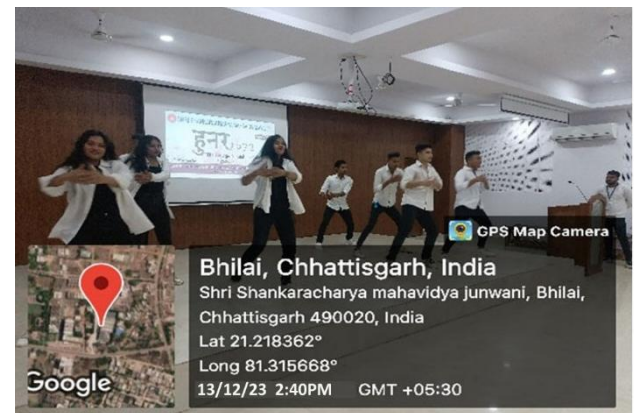 हुनर
GPS Map Camera
Bhilai, Chhattisgarh, India
Shri Shankaracharya mahavidya junwani, Bhilai,
Chhattisgarh 490020, India
Lat 21.218362°
Long 81.315668°
13/12/23 2:40PM GMT +05:30
Google